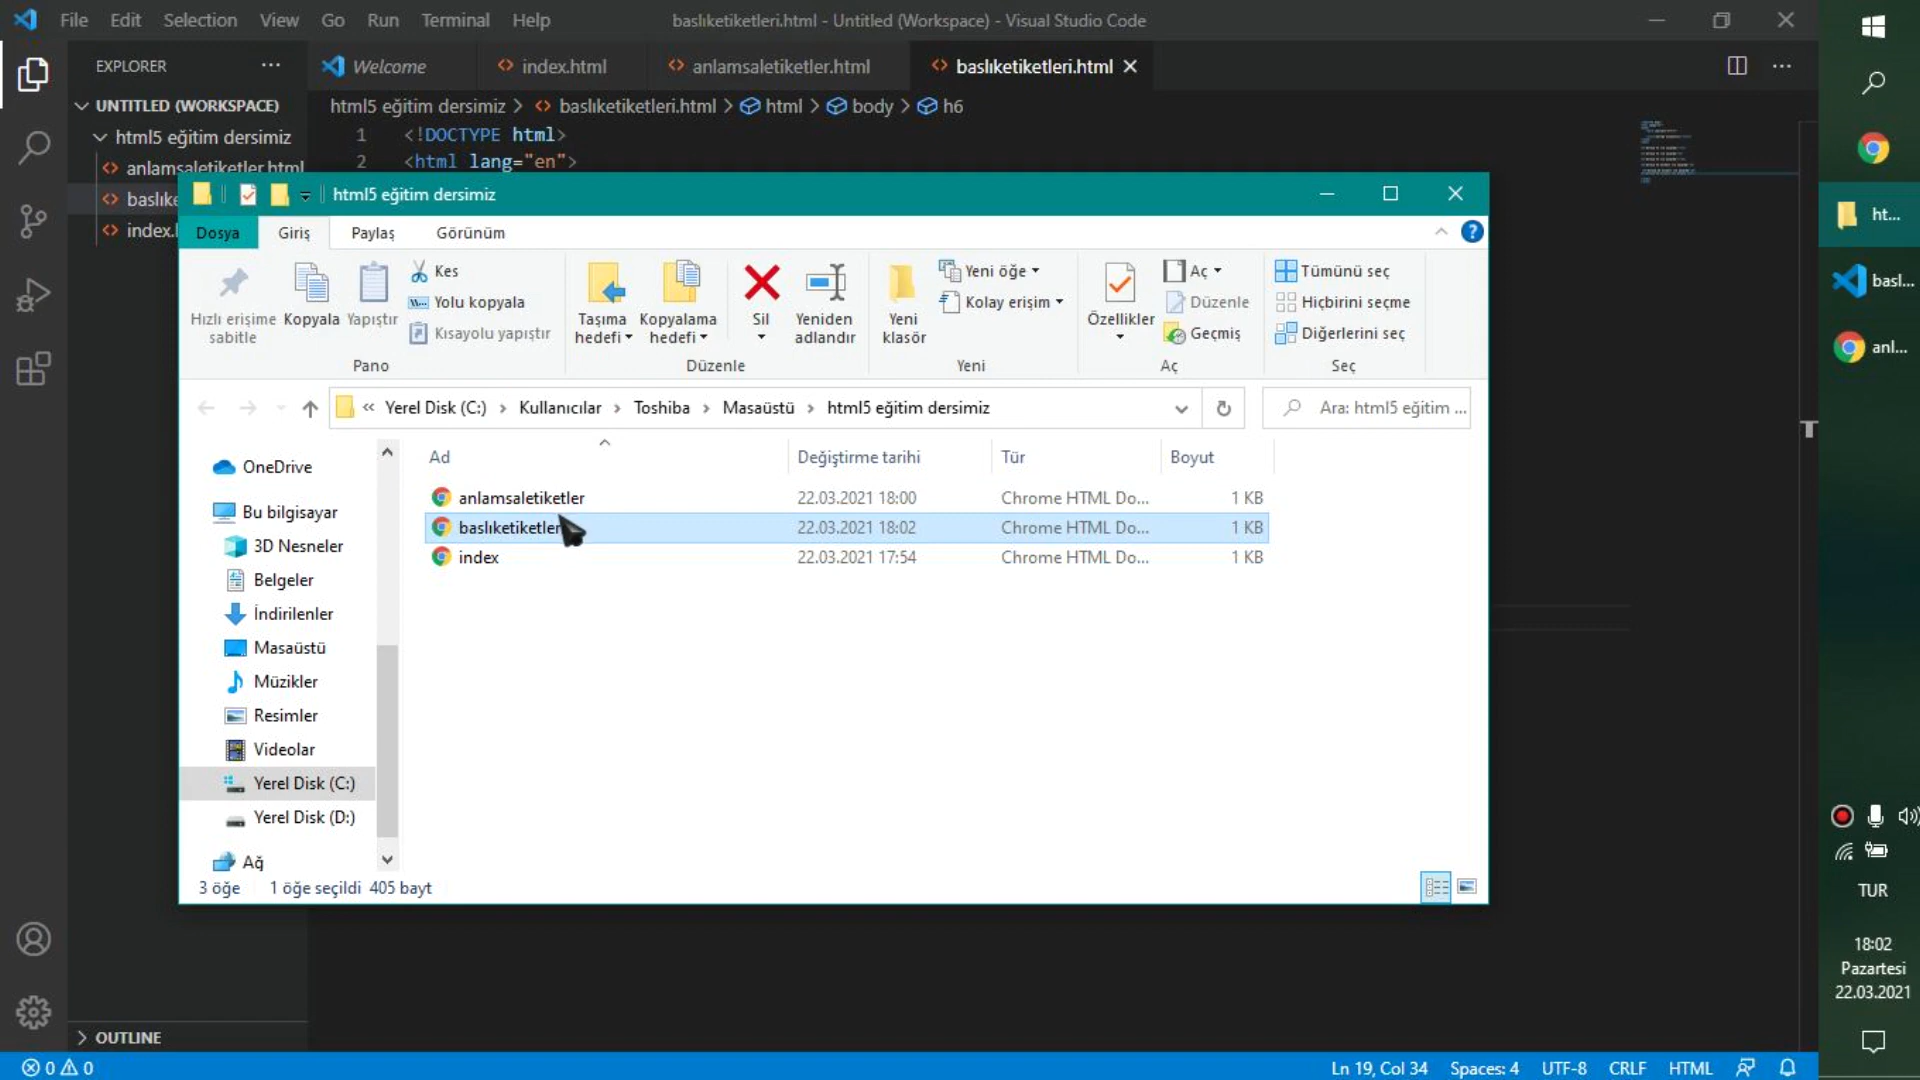 File Edit Selection View Go Run Terminal Help
baslıketiketleri.html - Untitled (Workspace) - Visual Studio Code
EXPLORER
Welcome
index.html
anlamsaletiketler.html
baslıketiketleri.html
UNTITLED (WORKSPACE)
html5 eğitim dersimiz > baslıketiketleri.html > html > body > h6
html5 eğitim dersimiz
anlamsaletiketler.html
1 <!DOCTYPE html>
2 <html lang="en">
html5 eğitim dersimiz
Dosya Giriş Paylaş Görünüm
Hızlı erişime sabitle
Kopyala
Yapıştır
Kes
Yolu kopyala
Kısayolu yapıştır
Pano
Taşıma hedefi
Kopyalama hedefi
Sil
Yeniden adlandır
Düzenle
Yeni klasör
Yeni öğe
Kolay erişim
Yeni
Özellikler
Aç
Düzenle
Geçmiş
Aç
Tümünü seç
Hiçbirini seçme
Diğerlerini seç
Seç
« Yerel Disk (C:) > Kullanıcılar > Toshiba > Masaüstü > html5 eğitim dersimiz
Ara: html5 eğitim ...
Ad Değiştirme tarihi Tür Boyut
anlamsaletiketler 22.03.2021 18:00 Chrome HTML Do... 1 KB
baslıketiketler 22.03.2021 18:02 Chrome HTML Do... 1 KB
index 22.03.2021 17:54 Chrome HTML Do... 1 KB
OneDrive
Bu bilgisayar
3D Nesneler
Belgeler
İndirilenler
Masaüstü
Müzikler
Resimler
Videolar
Yerel Disk (C:)
Yerel Disk (D:)
Ağ
3 öğe 1 öğe seçildi 405 bayt
OUTLINE
0 0
Ln 19, Col 34 Spaces: 4 UTF-8 CRLF HTML
ht...
basl...
anl...
TUR
18:02
Pazartesi
22.03.2021